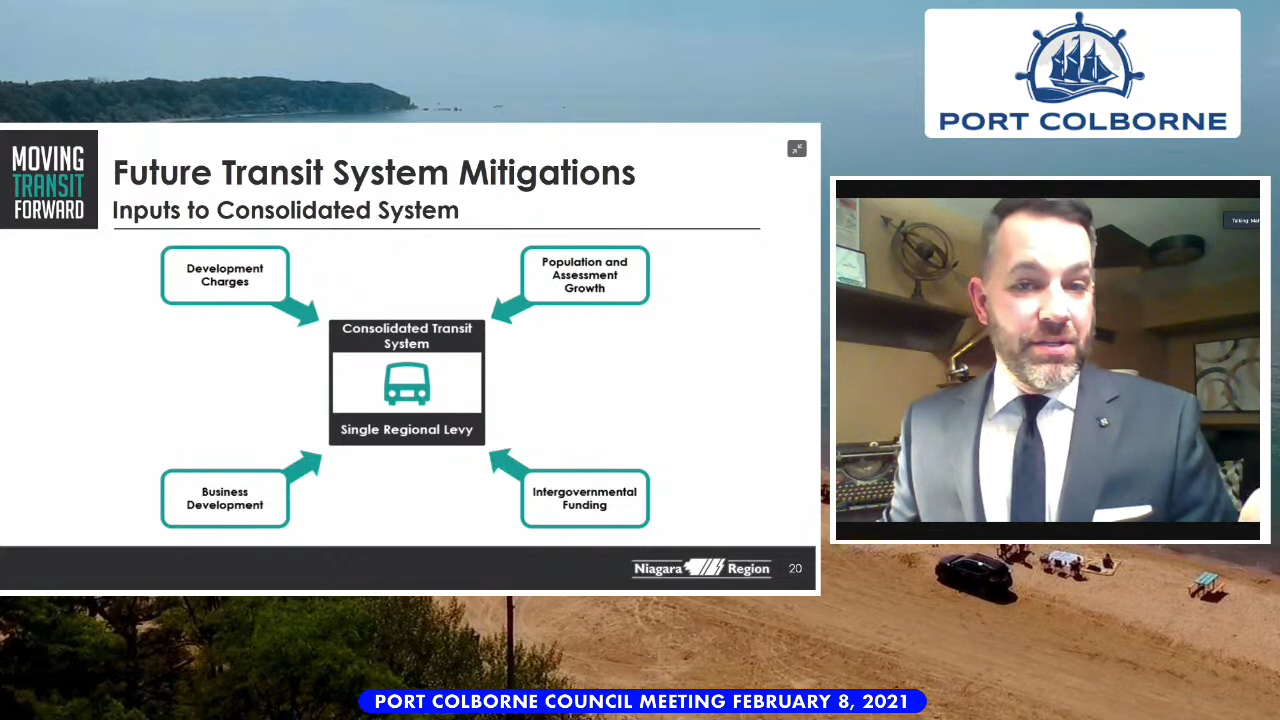 PORT COLBORNE
MOVING
TRANSIT
FORWARD
Future Transit System Mitigations
Inputs to Consolidated System
Development
Charges
Population and
Assessment
Growth
Consolidated Transit
System
Single Regional Levy
Business
Development
Intergovernmental
Funding
Niagara Region
20
Talking: Mat
PORT COLBORNE COUNCIL MEETING FEBRUARY 8, 2021